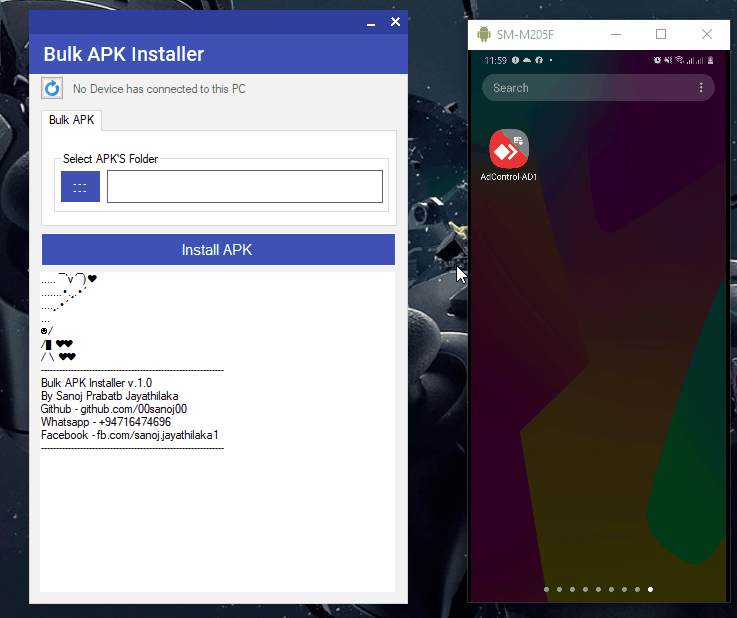 Bulk APK Installer
No Device has connected to this PC
Bulk APK
Select APK'S Folder
:::
Install APK
..... ¯'v´¯)♥
.......•.¸.•´
....¸.•´
...
☻/
/▌ ♥♥
/ \ ♥♥
------------------------------------------------------------
Bulk APK Installer v.1.0
By Sanoj Prabatb Jayathilaka
Github - github.com/00sanoj00
Whatsapp - +94716474696
Facebook - fb.com/sanoj.jayathilaka1
------------------------------------------------------------
SM-M205F
11:59
Search
AdControl-AD1